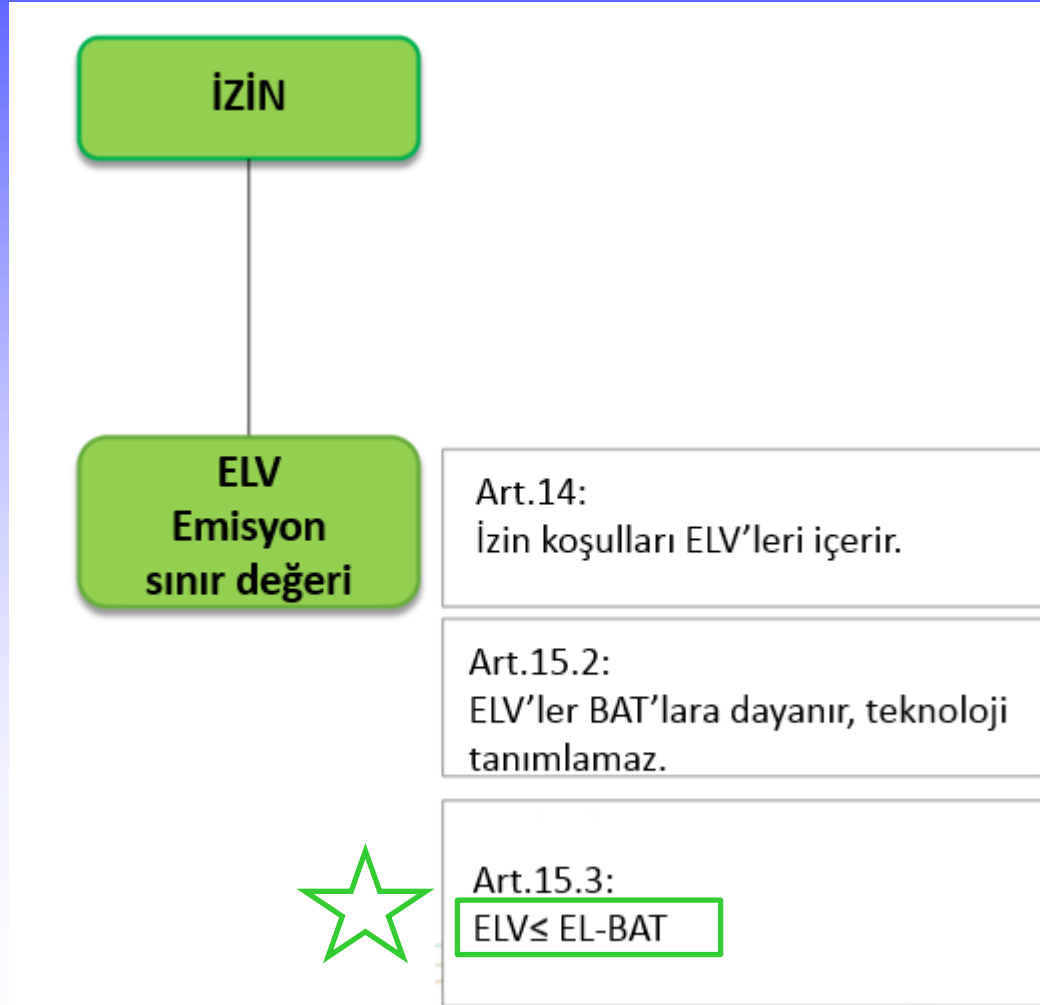 İZİN
ELV
Emisyon
sınır değeri
Art.14:
İzin koşulları ELV’leri içerir.
Art.15.2:
ELV’ler BAT’lara dayanır, teknoloji
tanımlamaz.
Art.15.3:
ELV≤ EL-BAT